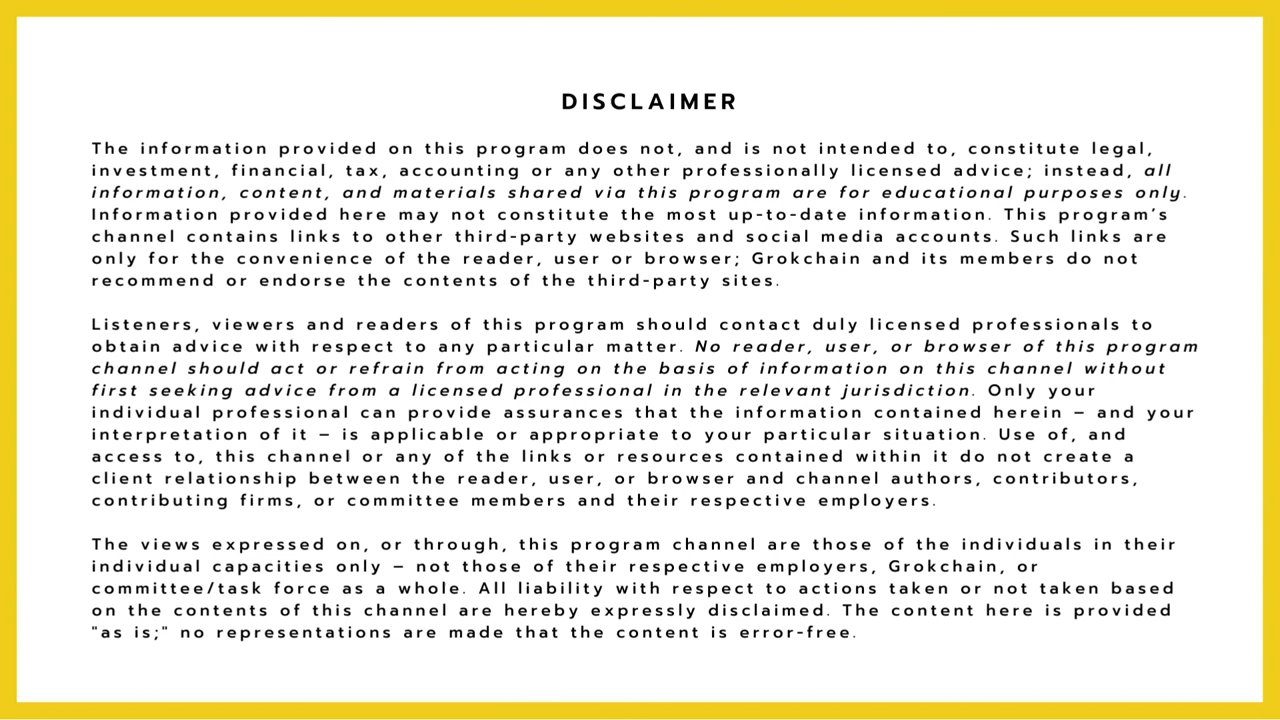 DISCLAIMER
The information provided on this program does not, and is not intended to, constitute legal,
investment, financial, tax, accounting or any other professionally licensed advice; instead, all
information, content, and materials shared via this program are for educational purposes only.
Information provided here may not constitute the most up-to-date information. This program's
channel contains links to other third-party websites and social media accounts. Such links are
only for the convenience of the reader, user or browser; Grokchain and its members do not
recommend or endorse the contents of the third-party sites.
Listeners, viewers and readers of this program should contact duly licensed professionals to
obtain advice with respect to any particular matter. No reader, user, or browser of this program
channel should act or refrain from acting on the basis of information on this channel without
first seeking advice from a licensed professional in the relevant jurisdiction. Only your
individual professional can provide assurances that the information contained herein – and your
interpretation of it – is applicable or appropriate to your particular situation. Use of, and
access to, this channel or any of the links or resources contained within it do not create a
client relationship between the reader, user, or browser and channel authors, contributors,
contributing firms, or committee members and their respective employers.
The views expressed on, or through, this program channel are those of the individuals in their
individual capacities only – not those of their respective employers, Grokchain, or
committee/task force as a whole. All liability with respect to actions taken or not taken based
on the contents of this channel are hereby expressly disclaimed. The content here is provided
"as is;" no representations are made that the content is error-free.